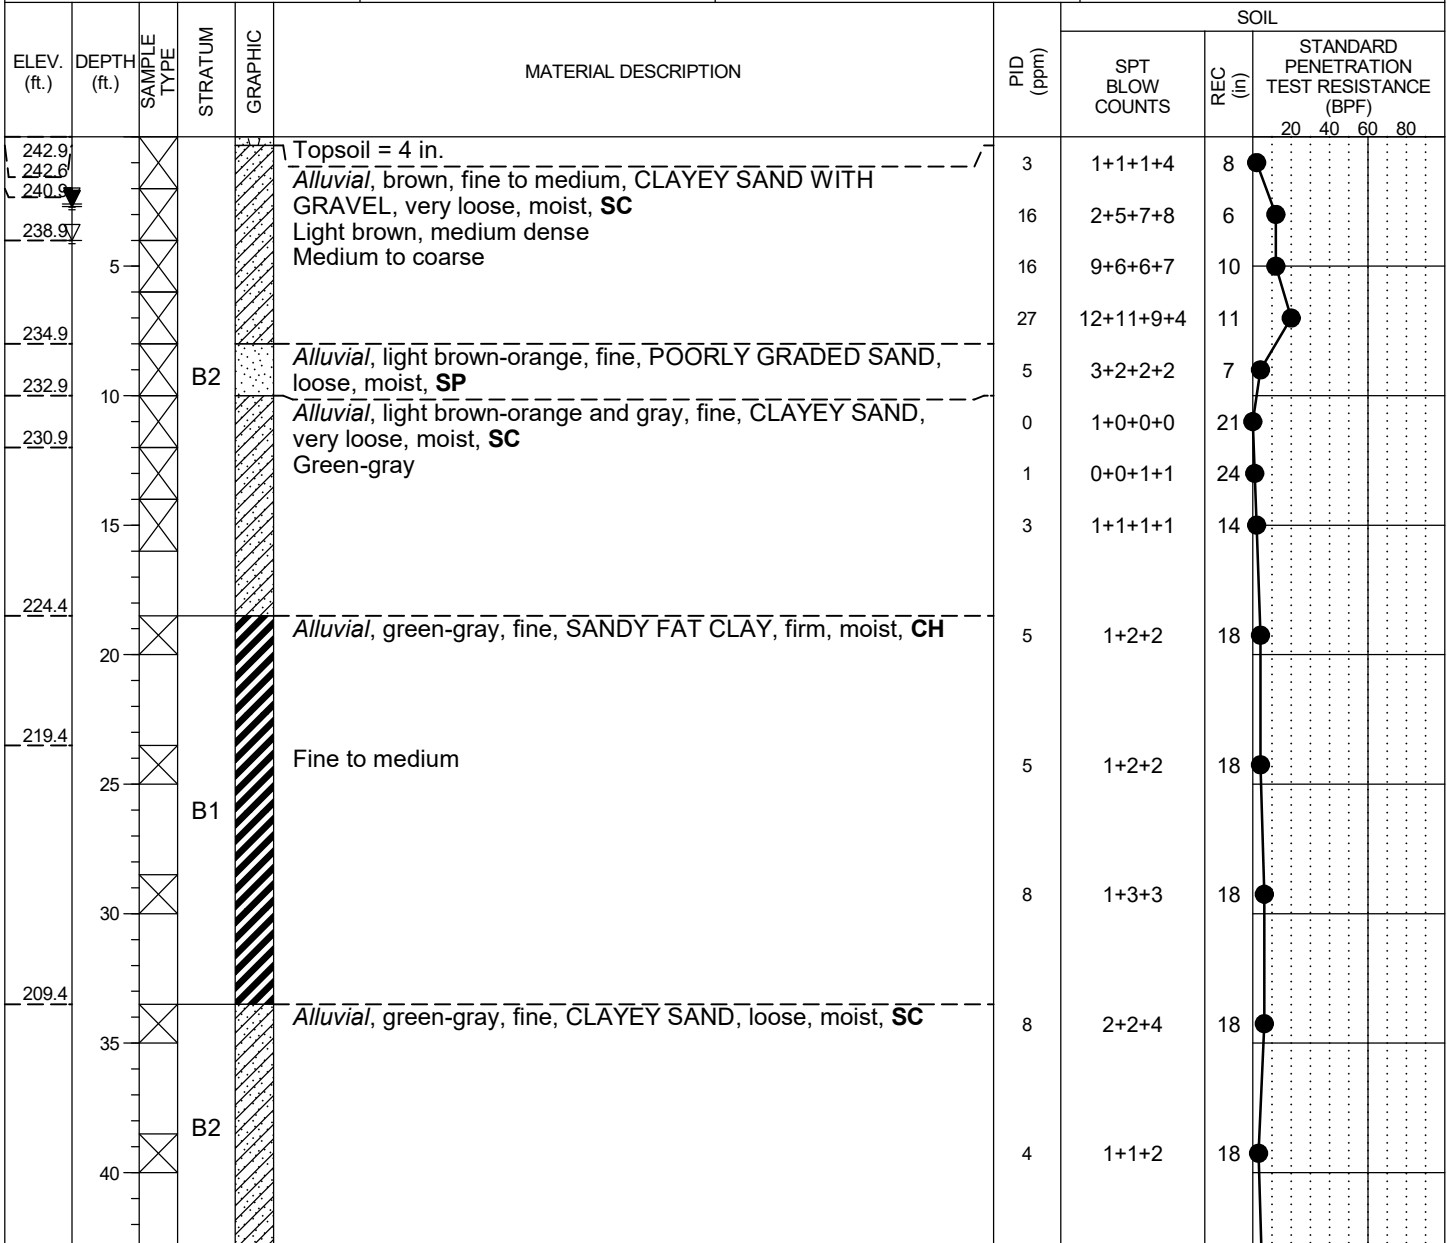 SOIL
ELEV. (ft.)
DEPTH (ft.)
SAMPLE TYPE
STRATUM
GRAPHIC
MATERIAL DESCRIPTION
PID (ppm)
SPT BLOW COUNTS
REC (in)
STANDARD PENETRATION TEST RESISTANCE (BPF)
20 40 60 80
242.9
Topsoil = 4 in.
3 1+1+1+4 8
242.6
Alluvial, brown, fine to medium, CLAYEY SAND WITH
240.9
GRAVEL, very loose, moist, SC
16 2+5+7+8 6
238.9
Light brown, medium dense
Medium to coarse
5
16 9+6+6+7 10
27 12+11+9+4 11
234.9
Alluvial, light brown-orange, fine, POORLY GRADED SAND,
loose, moist, SP
B2
5 3+2+2+2 7
232.9
10
Alluvial, light brown-orange and gray, fine, CLAYEY SAND,
0 1+0+0+0 21
very loose, moist, SC
230.9
Green-gray
1 0+0+1+1 24
15
3 1+1+1+1 14
224.4
Alluvial, green-gray, fine, SANDY FAT CLAY, firm, moist, CH
5 1+2+2 18
20
219.4
Fine to medium
5 1+2+2 18
25
B1
8 1+3+3 18
30
209.4
Alluvial, green-gray, fine, CLAYEY SAND, loose, moist, SC
8 2+2+4 18
35
B2
4 1+1+2 18
40